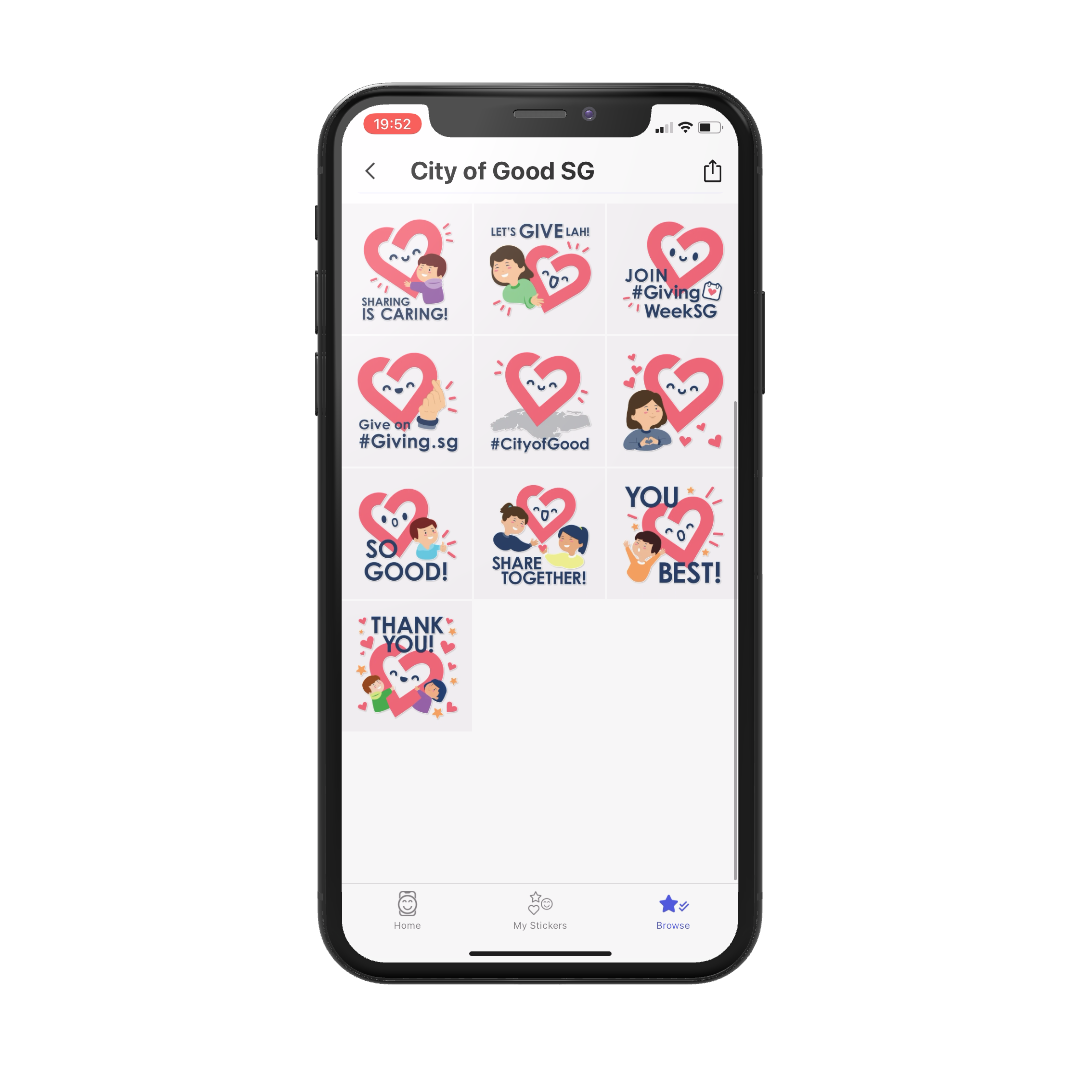 19:52
City of Good SG
SHARING
IS CARING!
LET'S GIVE LAH!
JOIN
#Giving
WeekSG
Give on
#Giving.sg
#CityofGood
SO
GOOD!
SHARE
TOGETHER!
YOU
BEST!
THANK
YOU!
Home
My Stickers
Browse